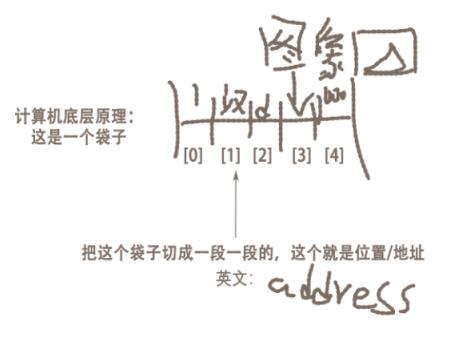 图像
1 汉 d
计算机底层原理:
这是一个袋子
[0] [1] [2] [3] [4]
把这个袋子切成一段一段的，这个就是位置/地址
英文: address